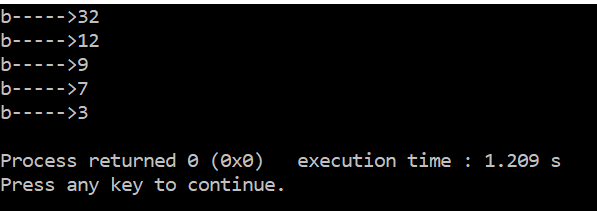 b----->32
b----->12
b----->9
b----->7
b----->3
Process returned 0 (0x0)   execution time : 1.209 s
Press any key to continue.